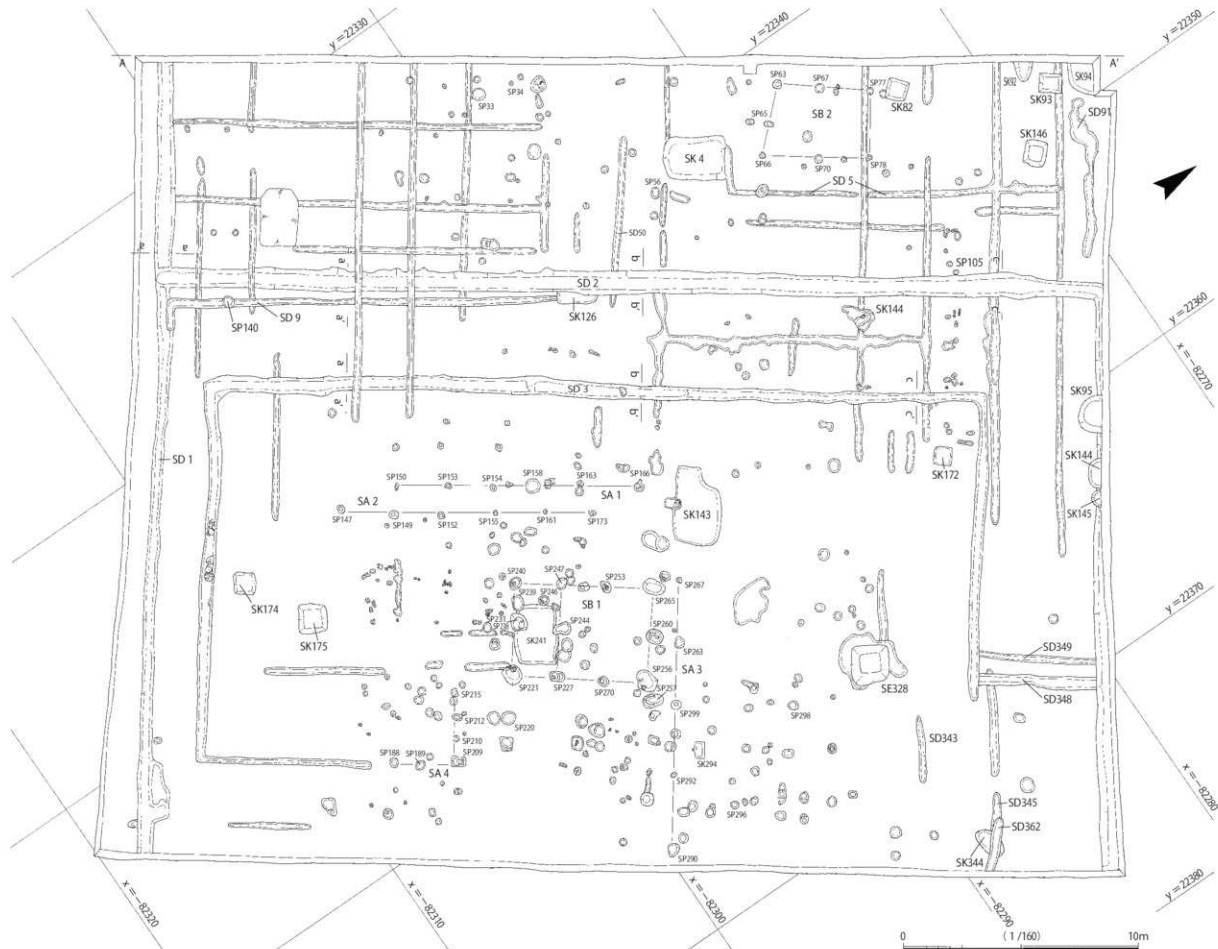 y = 22330
y = 22340
y = 22350
A
A'
SP33
SP34
SP63
SP67
SP77
SK82
SK92
SK93
SK94
SD91
SP65
SB 2
SK146
SK 4
SP66
SP70
SP78
SP56
SD 5
SD50
SP105
a
a
a'
b
c
SD 2
y = 22360
SP140
SD 9
SK126
SK144
a'
b'
x = -82270
a
b
c
SD 3
a'
b'
c'
SK95
SD 1
SP150
SP153
SP154
SP158
SP163
SP166
SK172
SK144
SA 2
SA 1
SK145
SP147
SP149
SP152
SP155
SP161
SP173
SK143
SP240
SP247
SP253
SP267
SK174
SP239
SP246
SB 1
SP265
y = 22370
SK175
SP231
SP244
SP260
SP263
SK241
SD349
SP256
SA 3
SE328
SP221
SP227
SP270
SP257
SD348
SP215
SP299
SP298
SP212
SP220
SP210
SD343
SP188
SP189
SP209
SA 4
SK294
SP292
x = -82280
SP296
SD345
SD362
SK344
SP290
y = 22380
x = -82320
x = -82310
x = -82300
x = -82290
0
( 1 /160)
10m